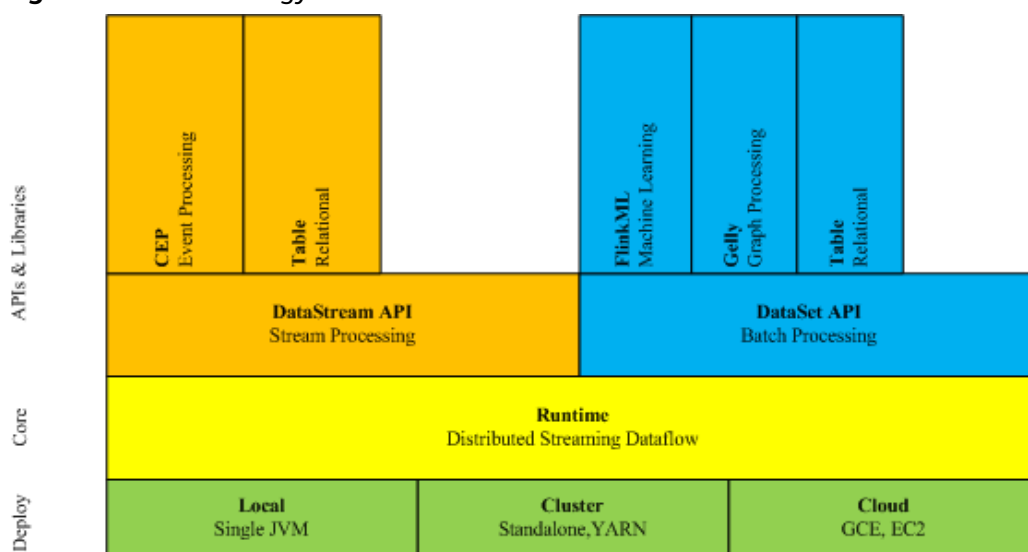 APIs & Libraries
CEP
Event Processing
Table
Relational
FlinkML
Machine Learning
Gelly
Graph Processing
Table
Relational
DataStream API
Stream Processing
DataSet API
Batch Processing
Core
Runtime
Distributed Streaming Dataflow
Deploy
Local
Single JVM
Cluster
Standalone,YARN
Cloud
GCE, EC2